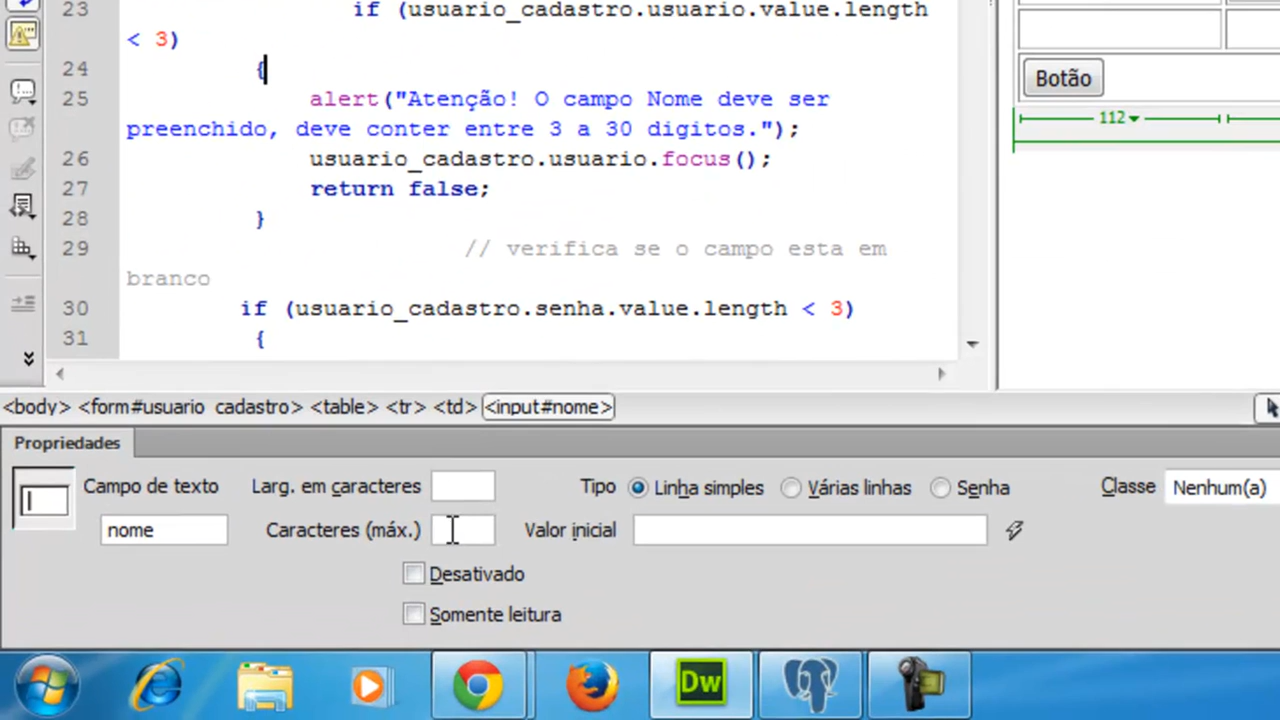 23 if (usuario_cadastro.usuario.value.length
< 3)
24 {
25 alert("Atenção! O campo Nome deve ser
preenchido, deve conter entre 3 a 30 digitos.");
26 usuario_cadastro.usuario.focus();
27 return false;
28 }
29 // verifica se o campo esta em
branco
30 if (usuario_cadastro.senha.value.length < 3)
31 {
Botão
112
<body> <form#usuario cadastro> <table> <tr> <td> <input#nome>
Propriedades
Campo de texto Larg. em caracteres Tipo Linha simples Várias linhas Senha Classe Nenhum(a)
nome Caracteres (máx.) Valor inicial
Desativado
Somente leitura
Dw